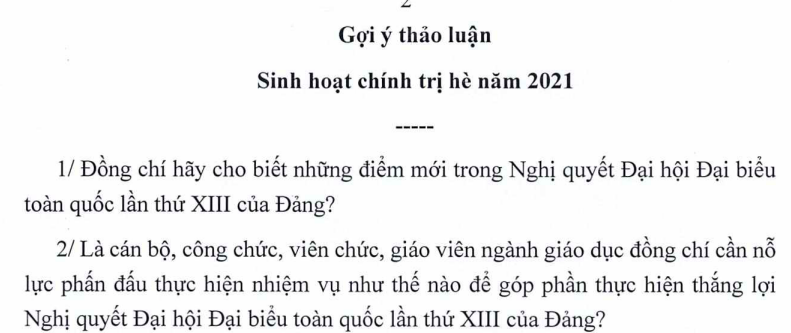 2
Gợi ý thảo luận
Sinh hoạt chính trị hè năm 2021
-----
1/ Đồng chí hãy cho biết những điểm mới trong Nghị quyết Đại hội Đại biểu
toàn quốc lần thứ XIII của Đảng?
2/ Là cán bộ, công chức, viên chức, giáo viên ngành giáo dục đồng chí cần nỗ
lực phấn đấu thực hiện nhiệm vụ như thế nào để góp phần thực hiện thắng lợi
Nghị quyết Đại hội Đại biểu toàn quốc lần thứ XIII của Đảng?